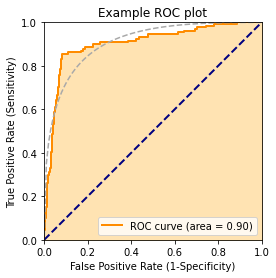 Example ROC plot
True Positive Rate (Sensitivity)
1.0
0.8
0.6
0.4
0.2
0.0
ROC curve (area = 0.90)
0.0 0.2 0.4 0.6 0.8 1.0
False Positive Rate (1-Specificity)